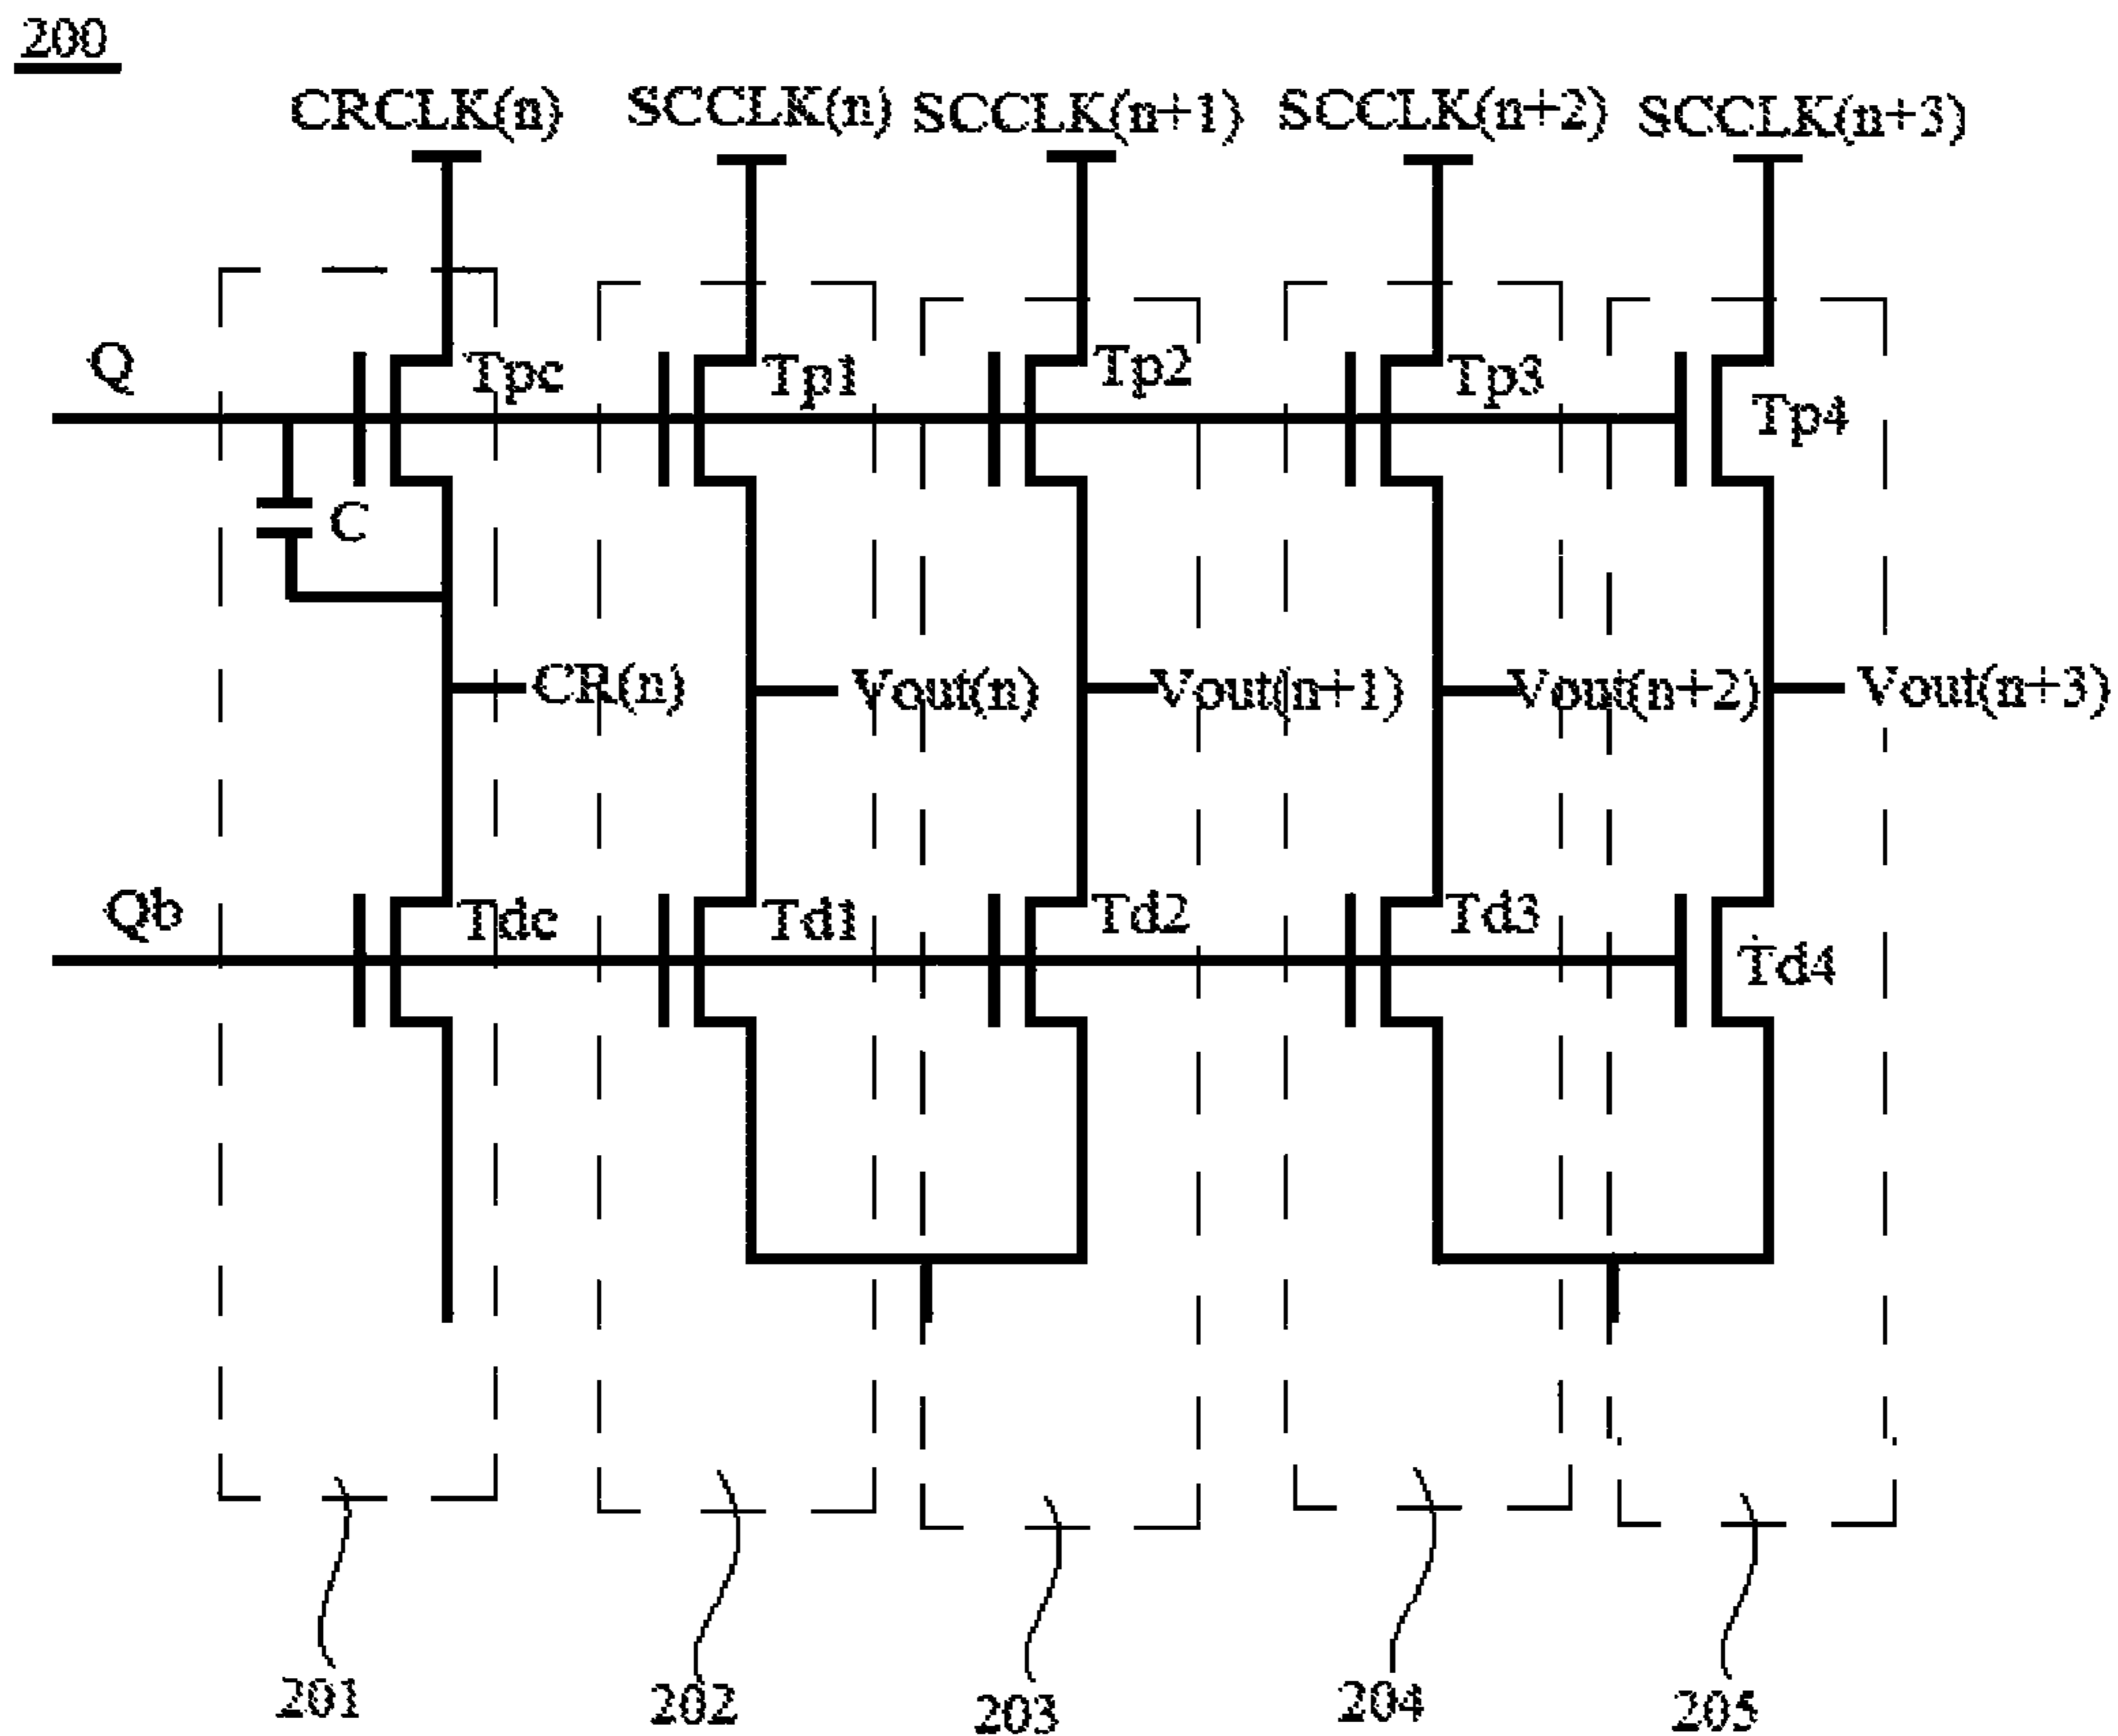 200
CRCLK(n) SCCLK(n) SCCLK(n+1) SCCLK(n+2) SCCLK(n+3)
Q Tpc Tp1 Tp2 Tp3 Tp4
C
CR(n) Vout(n) Vout(n+1) Vout(n+2) Vout(n+3)
Qb Tdc Td1 Td2 Td3 Td4
201 202 203 204 205